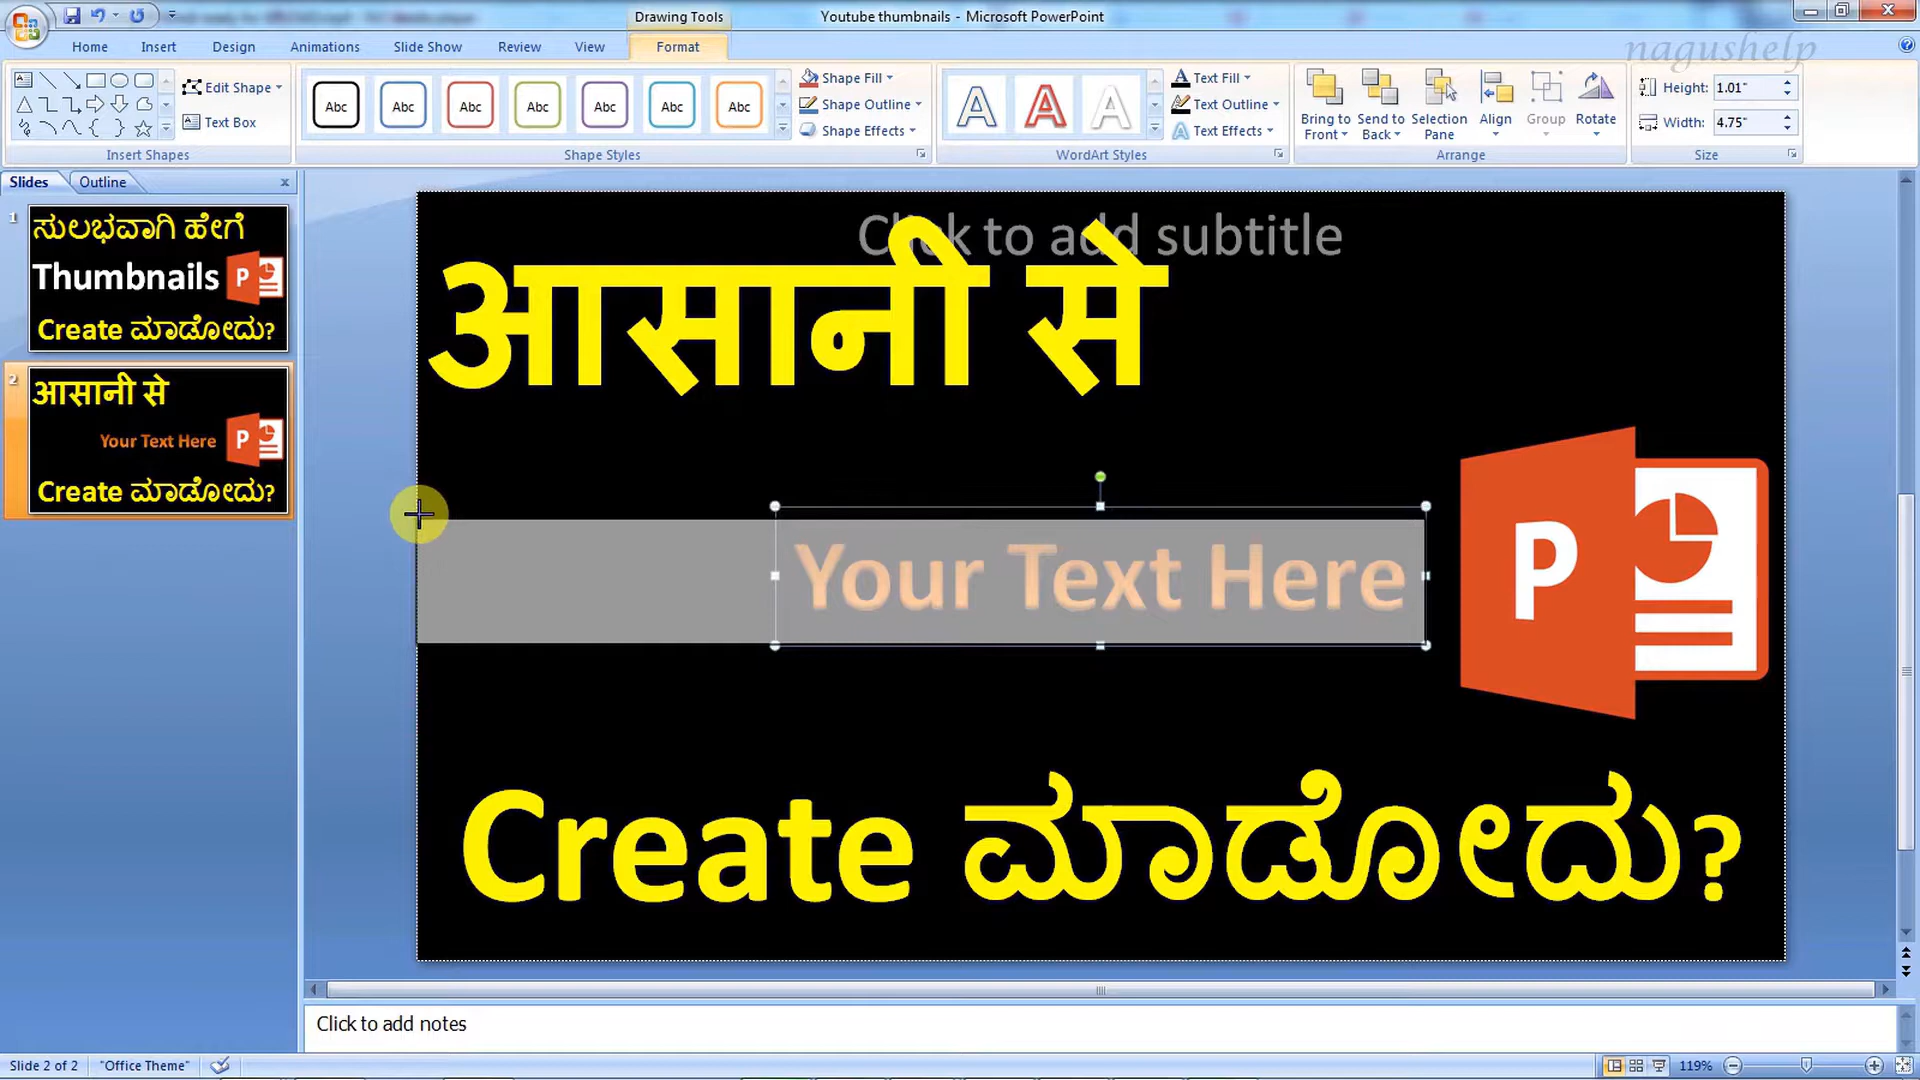 Drawing Tools
Youtube thumbnails - Microsoft PowerPoint
Home Insert Design Animations Slide Show Review View Format
nagushelp
Edit Shape
Text Box
Insert Shapes
Abc Abc Abc Abc Abc Abc Abc
Shape Fill
Shape Outline
Shape Effects
Shape Styles
A A A
Text Fill
Text Outline
Text Effects
WordArt Styles
Bring to Front
Send to Back
Selection Pane
Align
Group
Rotate
Arrange
Height: 1.01"
Width: 4.75"
Size
Slides Outline
1
ಸುಲಭವಾಗಿ ಹೇಗೆ
Thumbnails P
Create ಮಾಡೋದು?
2
आसानी से
Your Text Here P
Create ಮಾಡೋದು?
Click to add subtitle
आसानी से
Your Text Here
P
Create ಮಾಡೋದು?
Click to add notes
Slide 2 of 2 "Office Theme" 119%